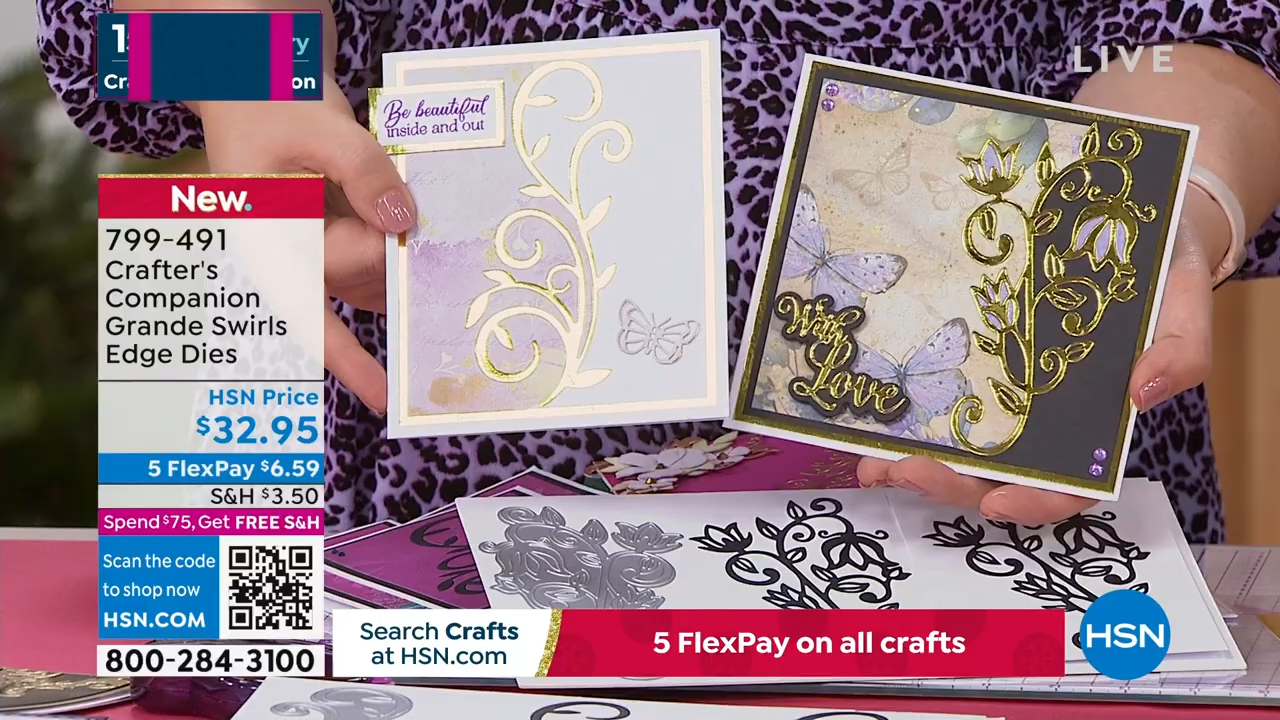 LIVE
Be beautiful
inside and out
With
Love
New.
799-491
Crafter's
Companion
Grande Swirls
Edge Dies
HSN Price
$32.95
5 FlexPay $6.59
S&H $3.50
Spend $75, Get FREE S&H
Scan the code
to shop now
HSN.COM
800-284-3100
Search Crafts
at HSN.com
5 FlexPay on all crafts
HSN